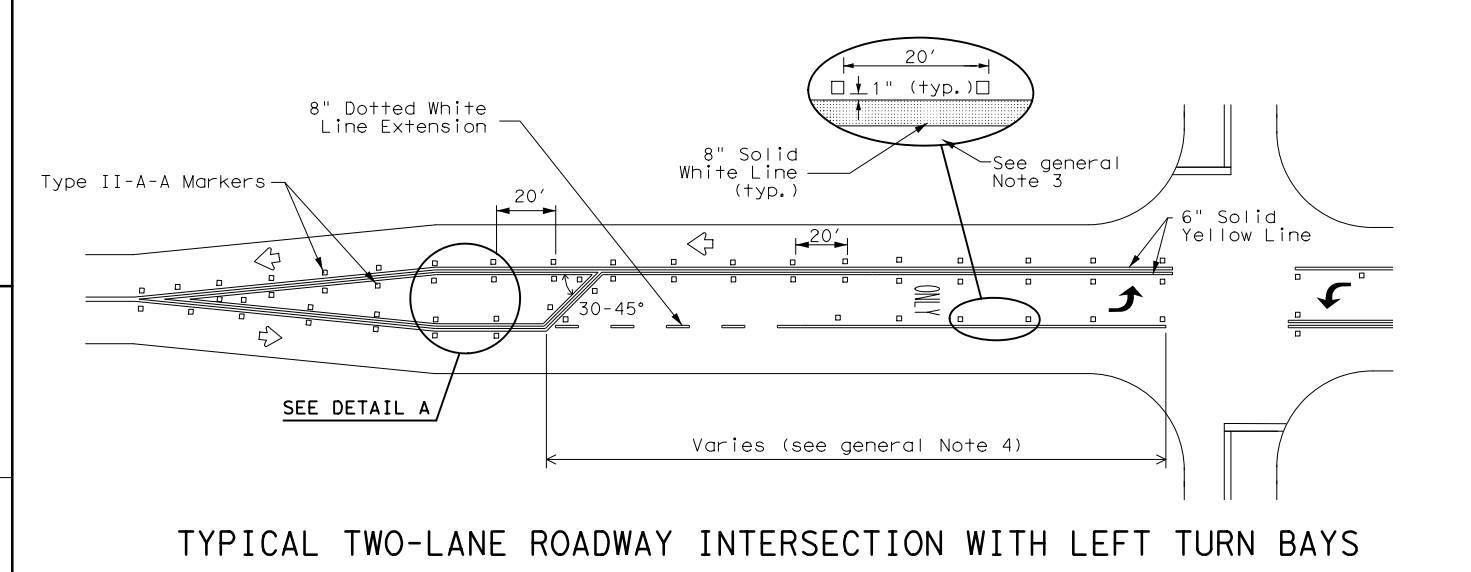 20'
1" (typ.)
8" Dotted White
Line Extension
8" Solid
White Line
(typ.)
See general
Note 3
Type II-A-A Markers
20'
6" Solid
Yellow Line
20'
30-45°
ONLY
SEE DETAIL A
Varies (see general Note 4)
TYPICAL TWO-LANE ROADWAY INTERSECTION WITH LEFT TURN BAYS